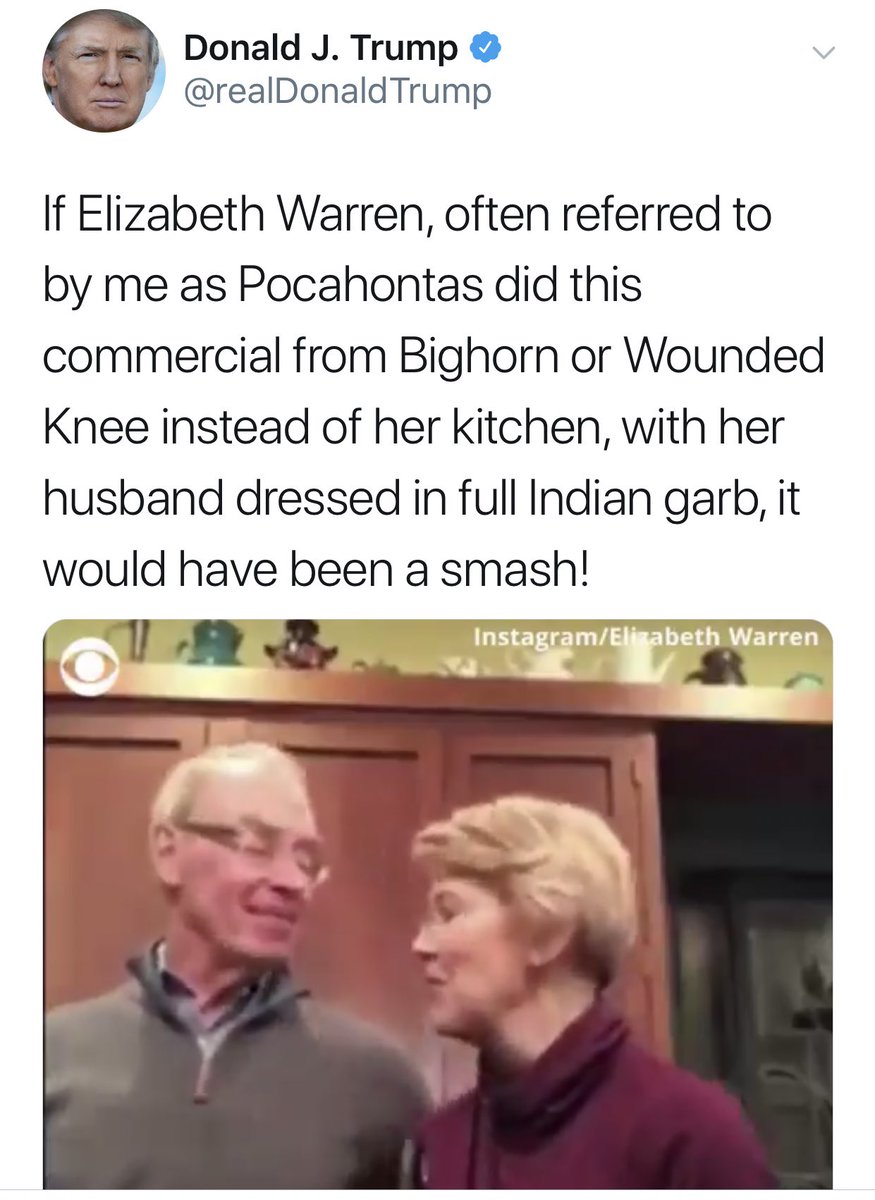 Donald J. Trump
@realDonaldTrump
If Elizabeth Warren, often referred to
by me as Pocahontas did this
commercial from Bighorn or Wounded
Knee instead of her kitchen, with her
husband dressed in full Indian garb, it
would have been a smash!
Instagram/Elizabeth Warren